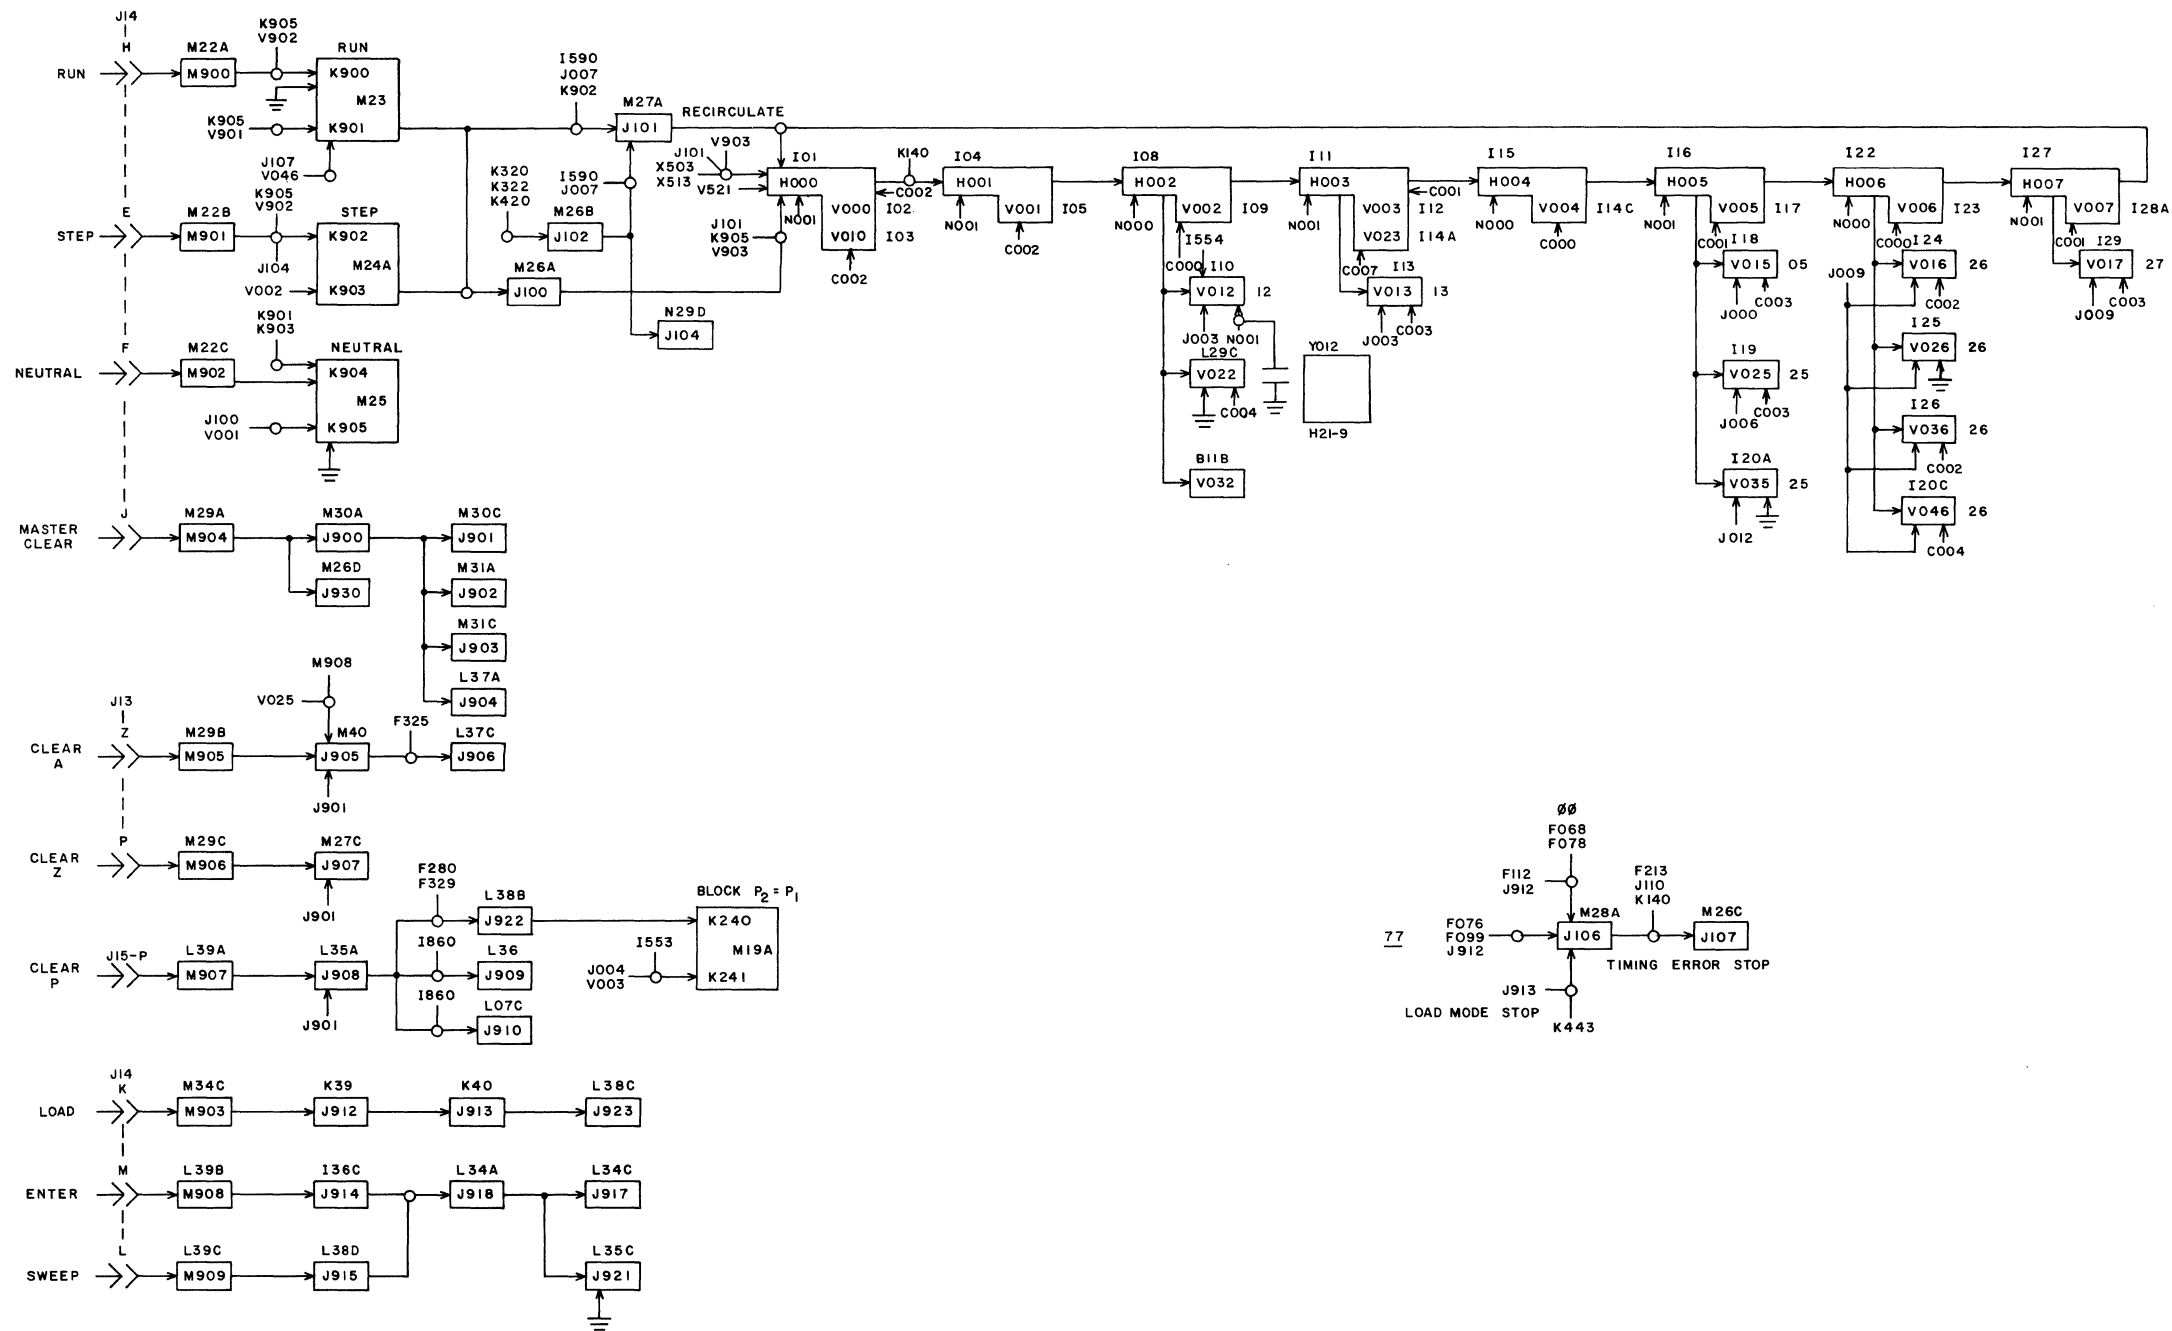 J14
H
RUN
M22A
M900
K905
V902
RUN
K900
M23
K901
K905
V901
J107
V046
I590
J007
K902
M27A
J101
RECIRCULATE
E
STEP
M22B
M901
K905
V902
J104
STEP
K902
M24A
K903
V002
K320
K322
K420
M26B
J102
I590
J007
M26A
J100
N29D
J104
J101
X503
X513
V903
V521
J101
K905
V903
I01
H000
N001
V000
V010
C002
I02
I03
C002
K140
I04
H001
N001
V001
I05
C002
I08
H002
N000
V002
I09
C000
I554
I10
V012
12
J003
N001
L29C
V022
C004
B11B
V032
I11
H003
N001
V003
V023
C001
I12
I14A
C007
I13
V013
13
J003
C003
Y012
H21-9
I15
H004
N000
V004
I14C
C000
I16
H005
N001
V005
I17
C001
I18
V015
05
J000
C003
I19
V025
25
J006
C003
I20A
V035
25
J012
I22
H006
N000
V006
I23
C000
I24
J009
V016
26
C002
I25
V026
26
I26
V036
26
C002
I20C
V046
26
C004
I27
H007
N001
V007
I28A
C001
I29
V017
27
J009
C003
F
NEUTRAL
M22C
M902
K901
K903
NEUTRAL
K904
M25
K905
J100
V001
J
MASTER
CLEAR
M29A
M904
M30A
J900
M26D
J930
M30C
J901
M31A
J902
M31C
J903
L37A
J904
J13
Z
CLEAR
A
M29B
M905
M908
V025
M40
J905
J901
F325
L37C
J906
P
CLEAR
Z
M29C
M906
M27C
J907
J901
J15-P
CLEAR
P
L39A
M907
L35A
J908
J901
F280
F329
L38B
J922
I860
L36
J909
I860
L07C
J910
BLOCK P2 = P1
K240
M19A
K241
I553
J004
V003
ØØ
F068
F078
F112
J912
M28A
J106
77
F076
F099
J912
F213
J110
K140
M26C
J107
TIMING ERROR STOP
J913
LOAD MODE STOP
K443
J14
K
LOAD
M34C
M903
K39
J912
K40
J913
L38C
J923
M
ENTER
L39B
M908
I36C
J914
L34A
J918
L34C
J917
L
SWEEP
L39C
M909
L38D
J915
L35C
J921